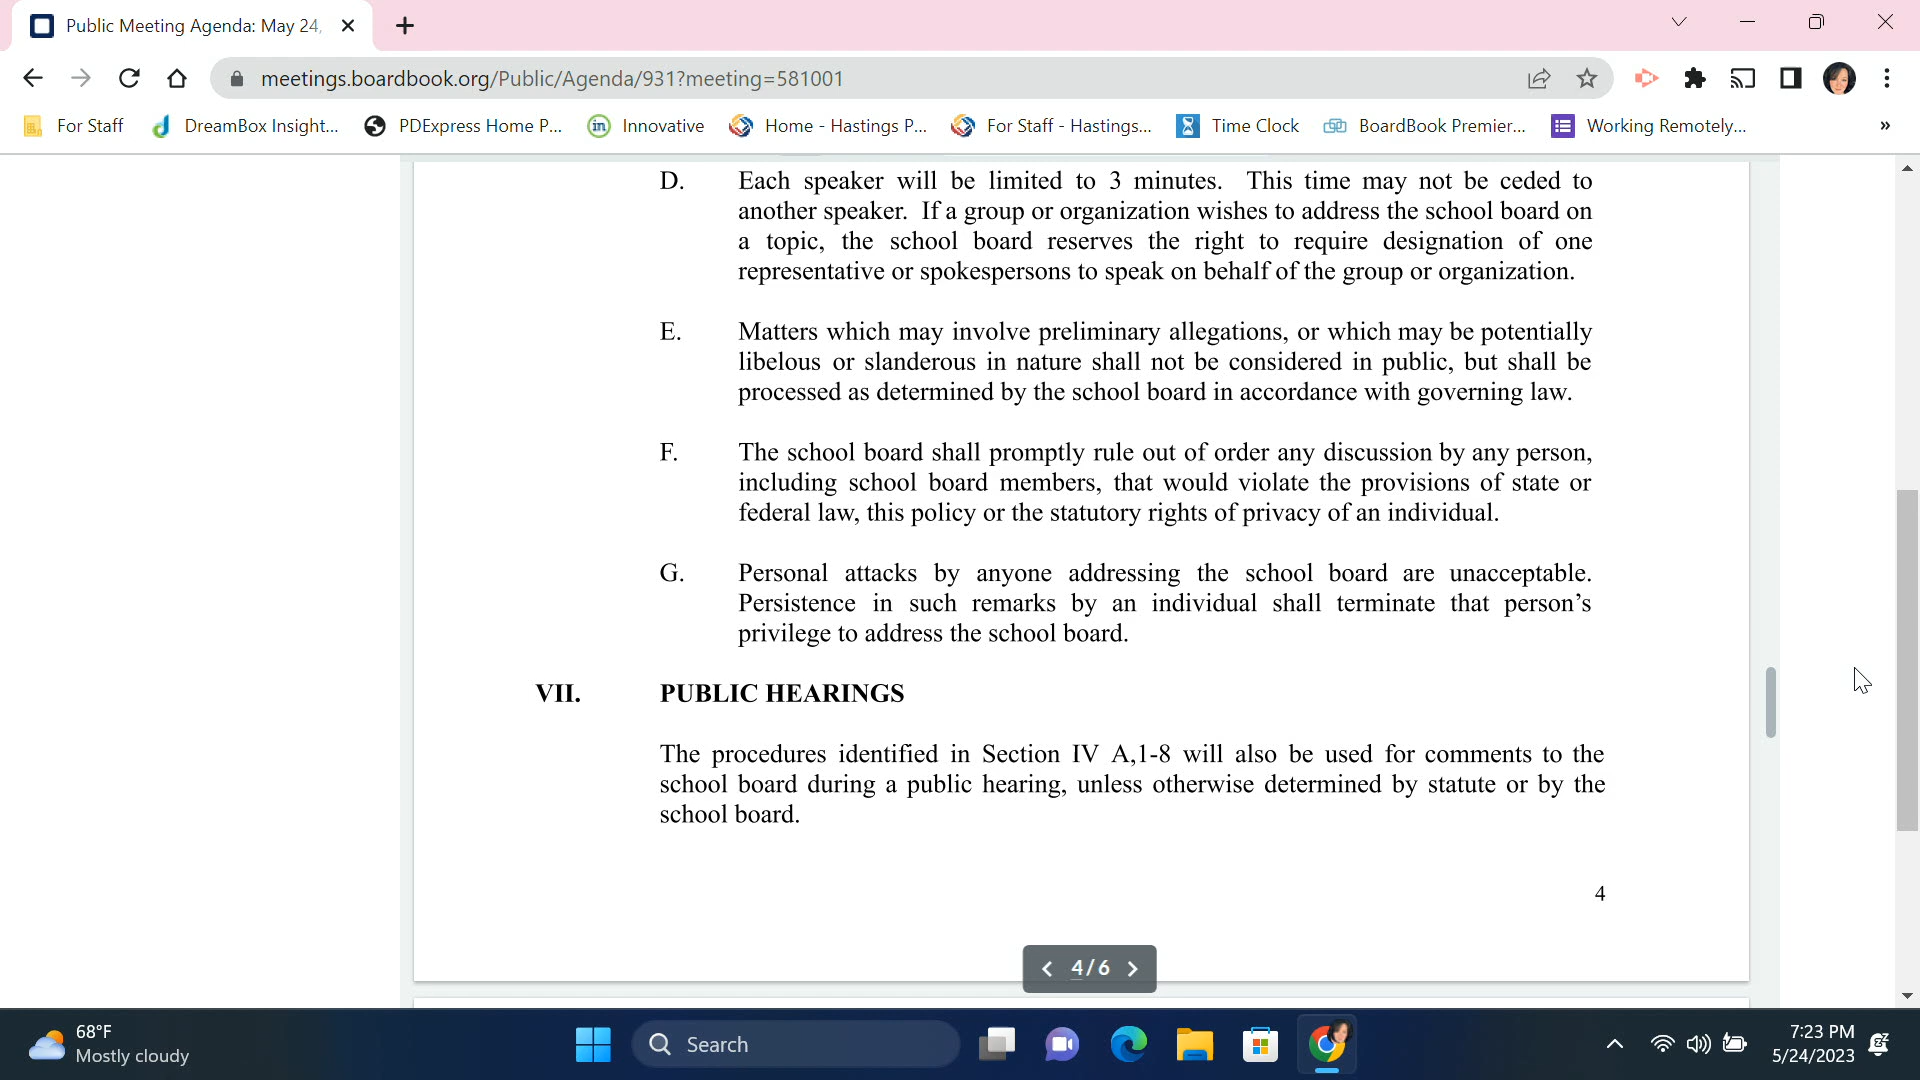 Public Meeting Agenda: May 24,
meetings.boardbook.org/Public/Agenda/931?meeting=581001
For Staff
DreamBox Insight...
PDExpress Home P...
in
Innovative
Home - Hastings P...
For Staff - Hastings...
Time Clock
BoardBook Premier...
Working Remotely...
»
D. Each speaker will be limited to 3 minutes. This time may not be ceded to
another speaker. If a group or organization wishes to address the school board on
a topic, the school board reserves the right to require designation of one
representative or spokespersons to speak on behalf of the group or organization.
E. Matters which may involve preliminary allegations, or which may be potentially
libelous or slanderous in nature shall not be considered in public, but shall be
processed as determined by the school board in accordance with governing law.
F. The school board shall promptly rule out of order any discussion by any person,
including school board members, that would violate the provisions of state or
federal law, this policy or the statutory rights of privacy of an individual.
G. Personal attacks by anyone addressing the school board are unacceptable.
Persistence in such remarks by an individual shall terminate that person's
privilege to address the school board.
VII. PUBLIC HEARINGS
The procedures identified in Section IV A,1-8 will also be used for comments to the
school board during a public hearing, unless otherwise determined by statute or by the
school board.
4
4/6
68°F
Mostly cloudy
Search
7:23 PM
5/24/2023